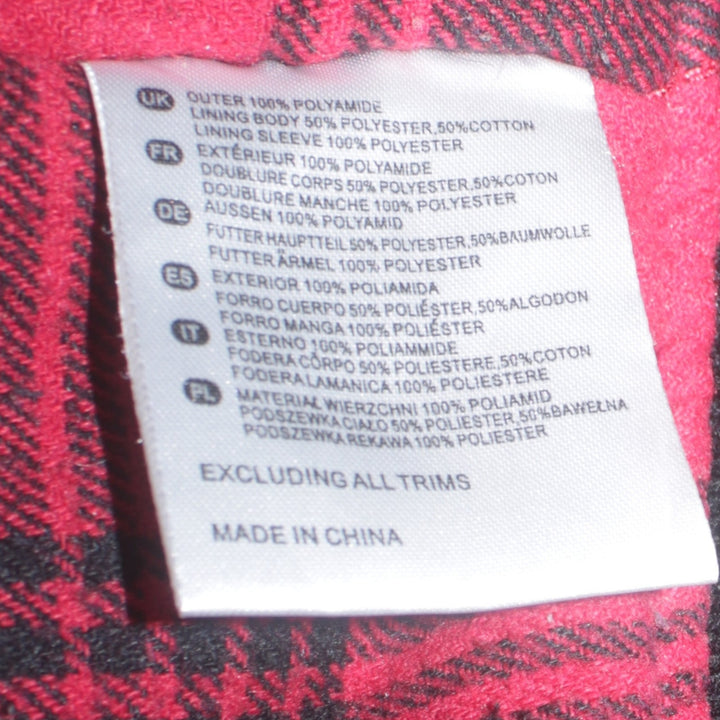 UK OUTER 100% POLYAMIDE
LINING BODY 50% POLYESTER,50%COTTON
LINING SLEEVE 100% POLYESTER
FR EXTÉRIEUR 100% POLYAMIDE
DOUBLURE CORPS 50% POLYESTER,50%COTON
DOUBLURE MANCHE 100% POLYESTER
DE AUSSEN 100% POLYAMID
FUTTER HAUPTTEIL 50% POLYESTER,50%BAUMWOLLE
FUTTER ÄRMEL 100% POLYESTER
ES EXTERIOR 100% POLIAMIDA
FORRO CUERPO 50% POLIÉSTER,50%ALGODON
FORRO MANGA 100% POLIÉSTER
IT ESTERNO 100% POLIAMMIDE
FODERA CÔRPO 50% POLIESTERE,50%COTON
FODERA LA MANICA 100% POLIESTERE
PL MATERIAŁ WIERZCHNI 100% POLIAMID
PODSZEWKA CIAŁO 50% POLIESTER,50%BAWEŁNA
PODSZEWKA RĘKAWA 100% POLIESTER
EXCLUDING ALL TRIMS
MADE IN CHINA